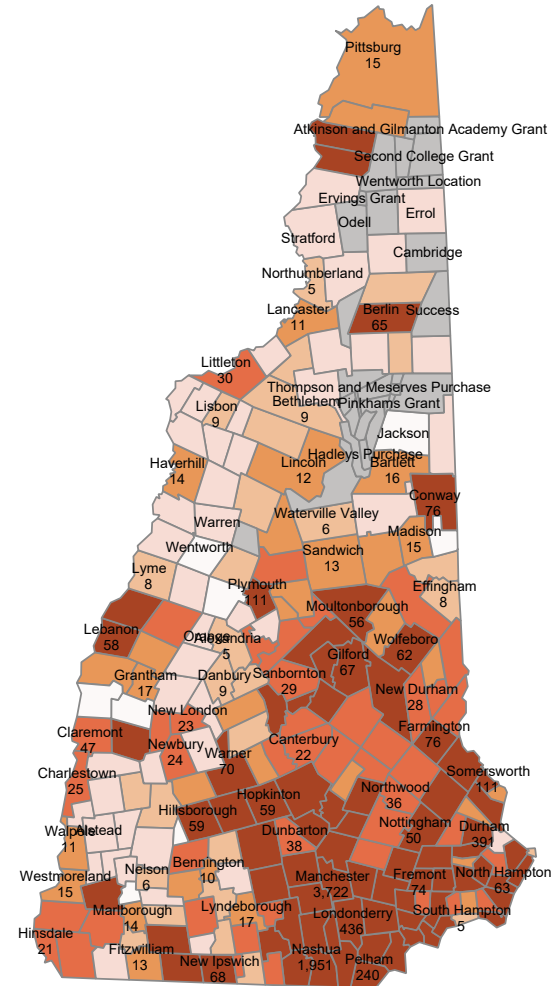 Pittsburg
15
Atkinson and Gilmanton Academy Grant
Second College Grant
Wentworth Location
Ervings Grant
Errol
Odell
Stratford
Cambridge
Northumberland
5
Lancaster
11
Berlin
65
Success
Littleton
30
Thompson and Meserves Purchase
Bethlehem
9
Pinkhams Grant
Lisbon
9
Jackson
Hadleys Purchase
Haverhill
14
Lincoln
12
Bartlett
16
Conway
76
Waterville Valley
6
Warren
Madison
15
Wentworth
Sandwich
13
Lyme
8
Plymouth
111
Effingham
8
Moultonborough
56
Lebanon
58
Orange
Alexandria
5
Wolfeboro
62
Gilford
67
Grantham
17
Danbury
9
Sanbornton
29
New Durham
28
New London
23
Claremont
47
Canterbury
22
Farmington
76
Newbury
24
Warner
70
Charlestown
25
Somersworth
111
Hopkinton
59
Northwood
36
Hillsborough
59
Walpole
11
Alstead
Dunbarton
38
Nottingham
50
Durham
391
Westmoreland
15
Nelson
6
Bennington
10
Manchester
3,722
Fremont
74
North Hampton
63
Marlborough
14
Lyndeborough
17
Londonderry
436
South Hampton
5
Hinsdale
21
Fitzwilliam
13
New Ipswich
68
Nashua
1,951
Pelham
240